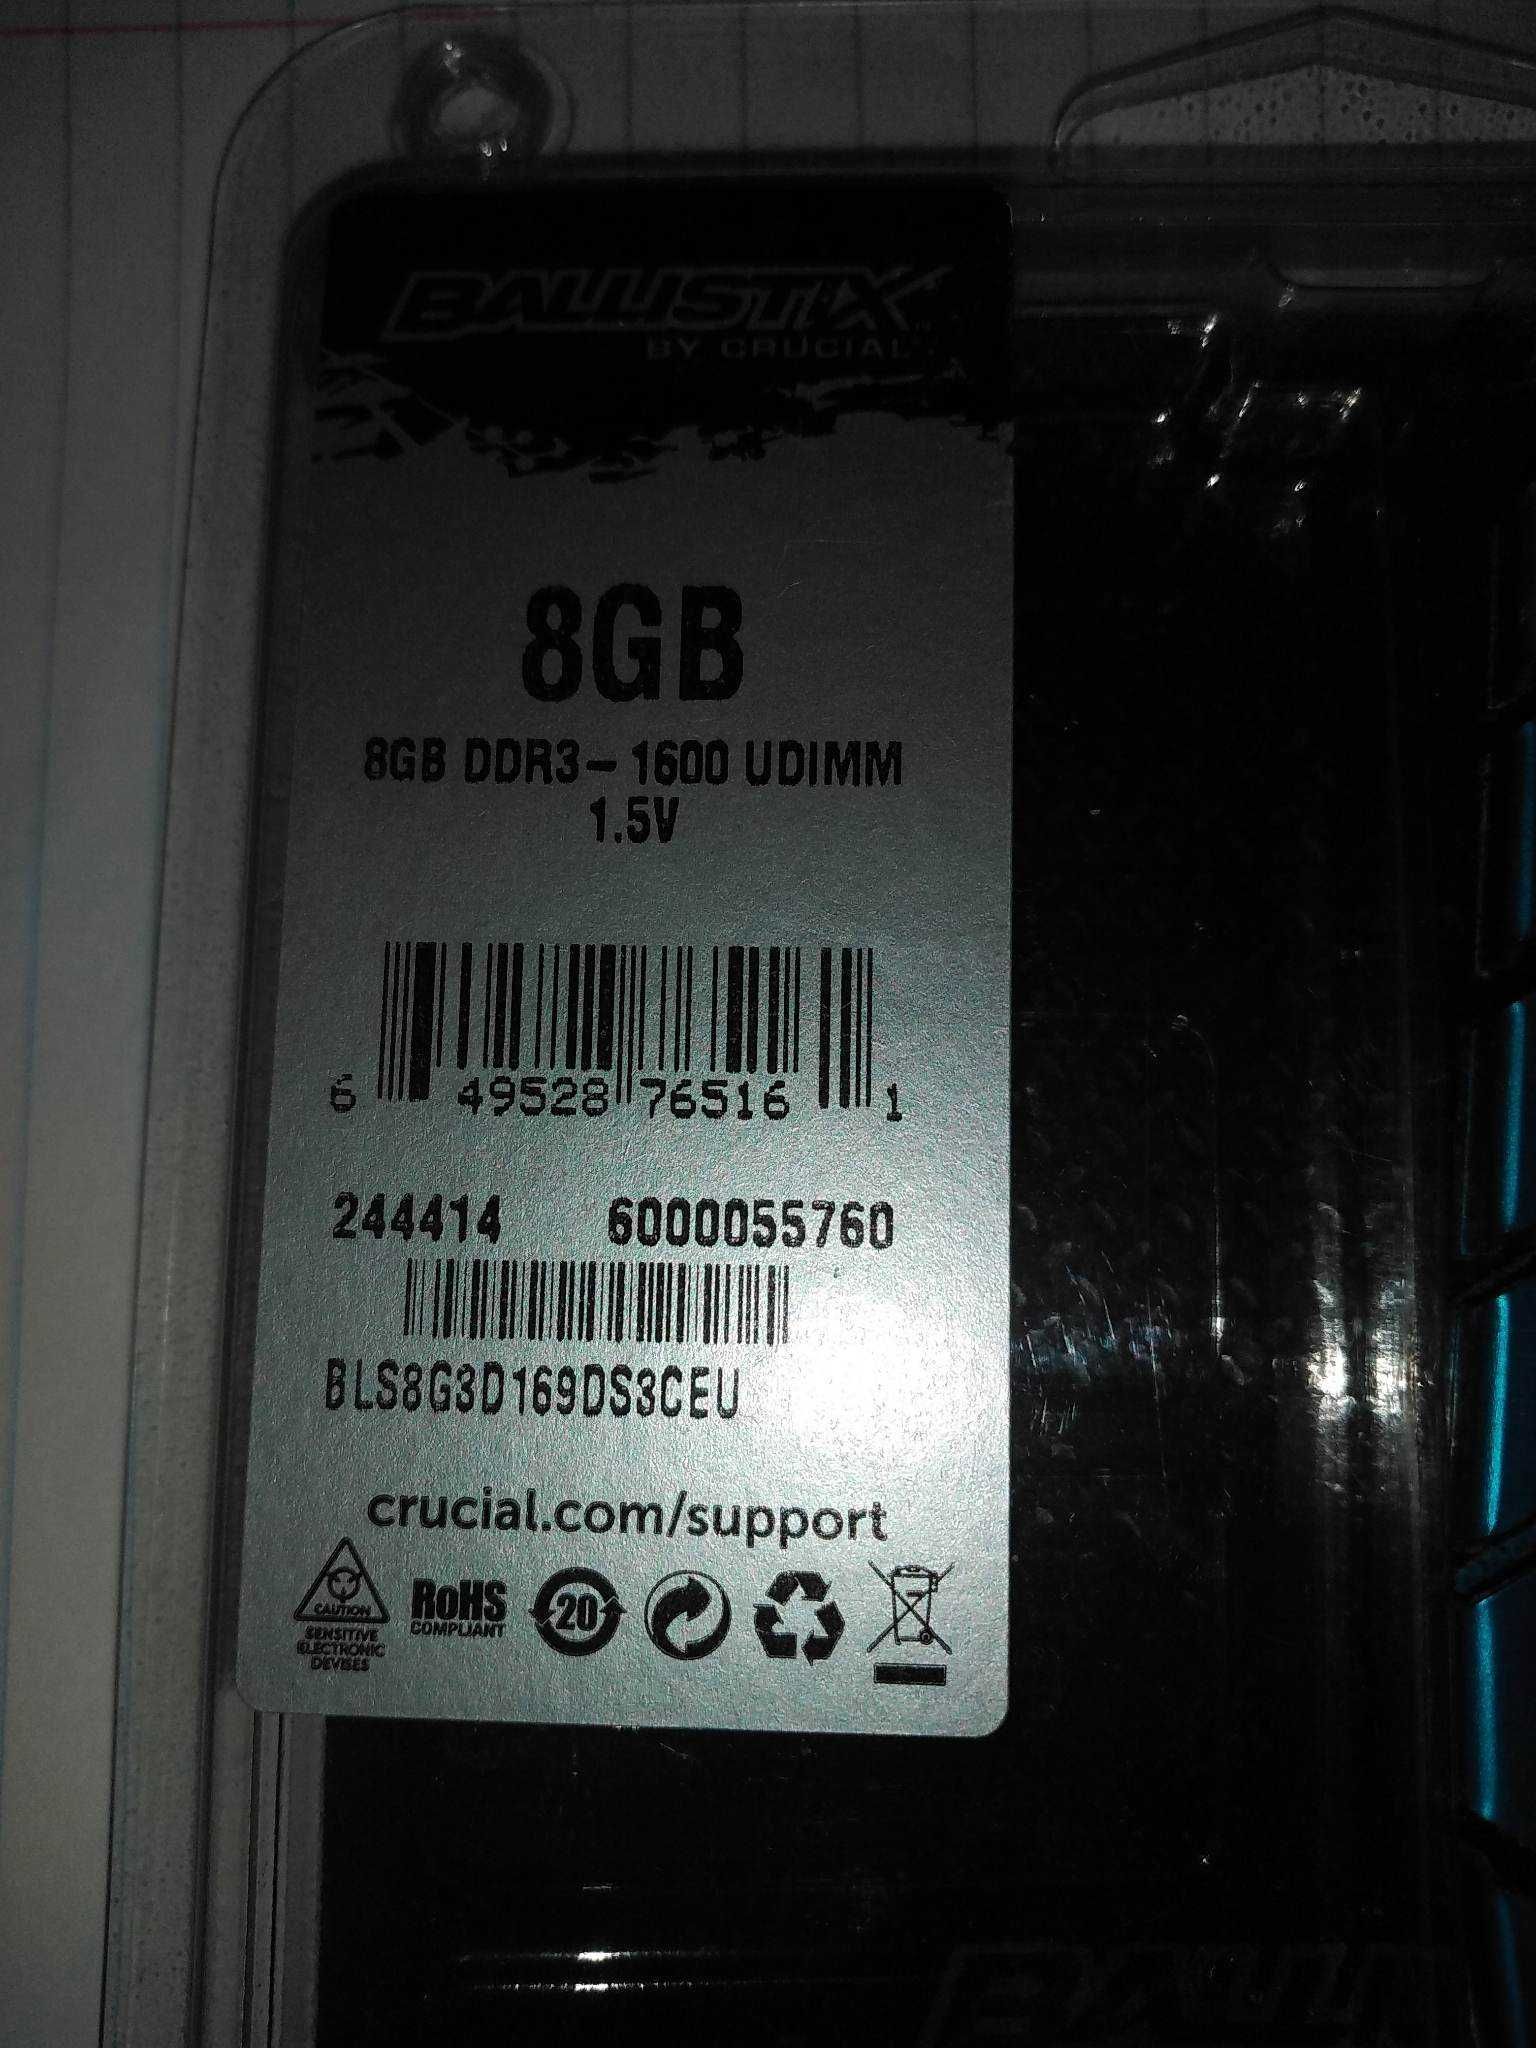 BALLISTIX
BY CRUCIAL
8GB
8GB DDR3-1600 UDIMM
1.5V
6 49528 76516 1
244414 6000055760
BLS8G3D169DS3CEU
crucial.com/support
CAUTION
SENSITIVE
ELECTRONIC
DEVISES
RoHS
COMPLIANT
20